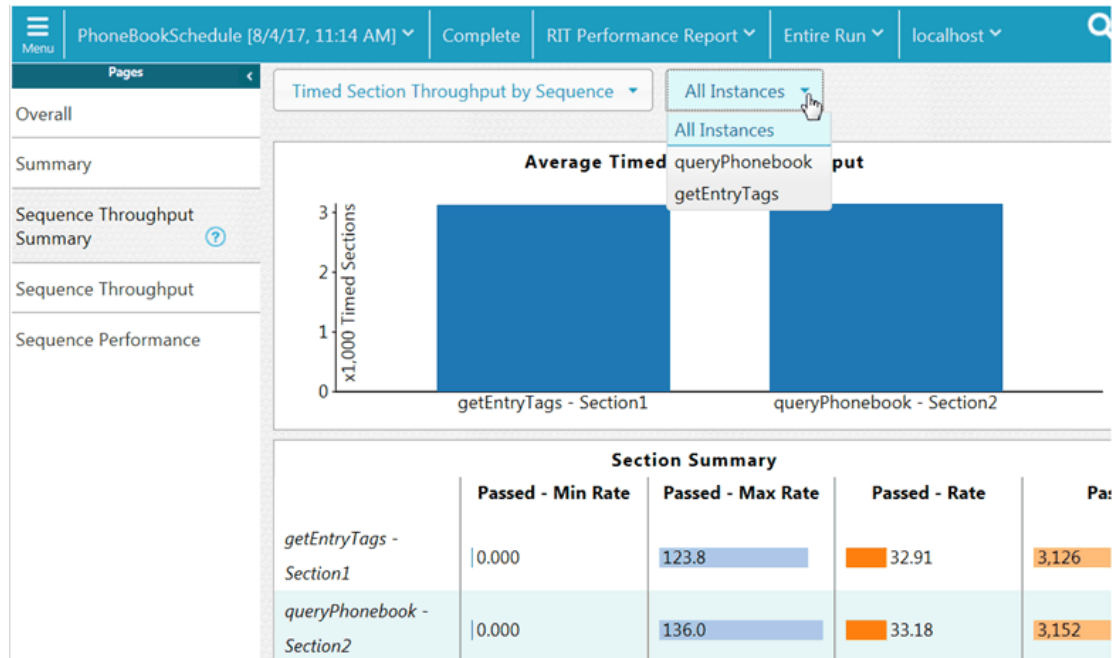 Menu
PhoneBookSchedule [8/4/17, 11:14 AM]
Complete
RIT Performance Report
Entire Run
localhost
Pages
Overall
Summary
Sequence Throughput
Summary
?
Sequence Throughput
Sequence Performance
Timed Section Throughput by Sequence
All Instances
All Instances
queryPhonebook
getEntryTags
Average Timed
put
3
2
1
0
x1,000 Timed Sections
getEntryTags - Section1
queryPhonebook - Section2
Section Summary
Passed - Min Rate
Passed - Max Rate
Passed - Rate
Pas
getEntryTags -
Section1
0.000
123.8
32.91
3,126
queryPhonebook -
Section2
0.000
136.0
33.18
3,152